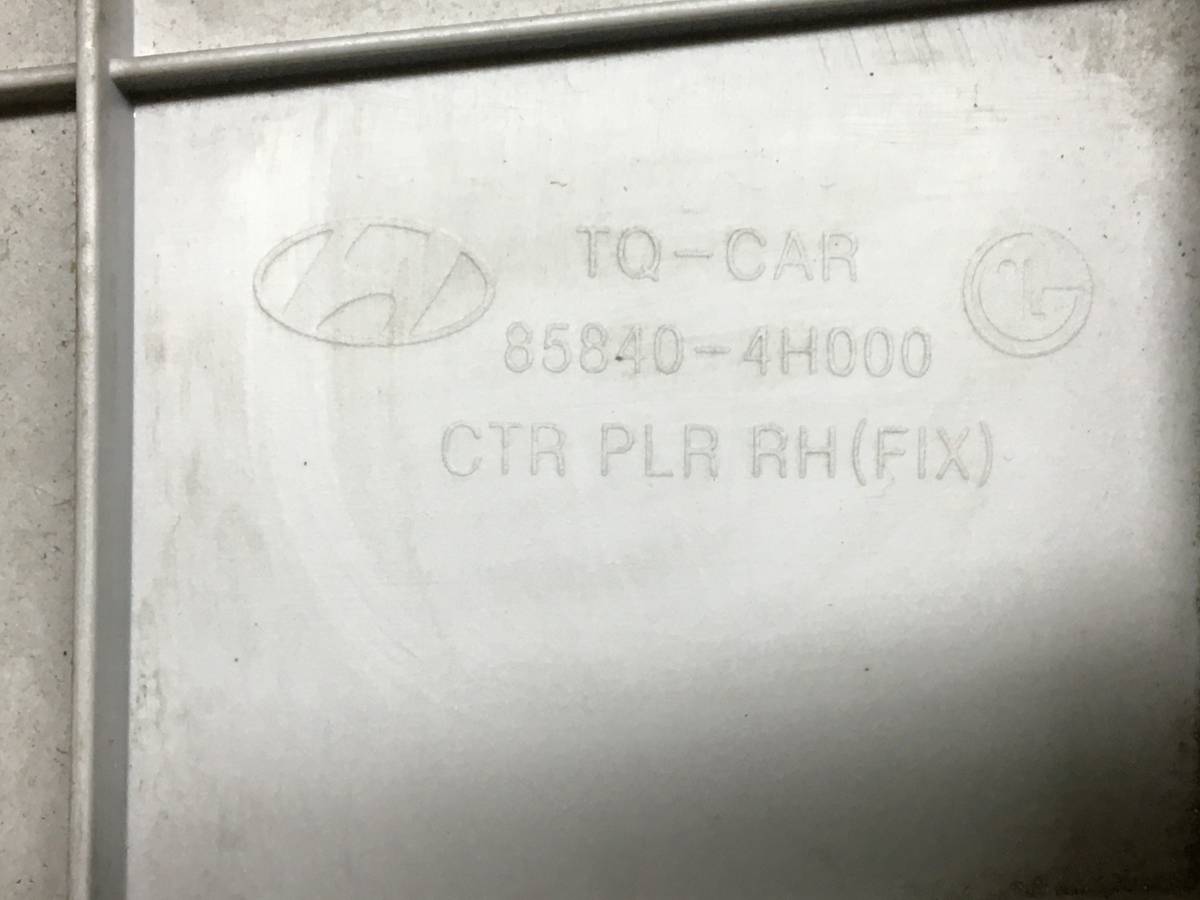 TQ-CAR
85840-4H000
CTR PLR RH(FIX)